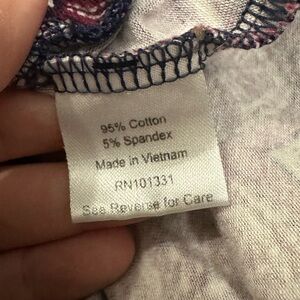 95% Cotton
5% Spandex
Made in Vietnam
RN101331
See Reverse for Care